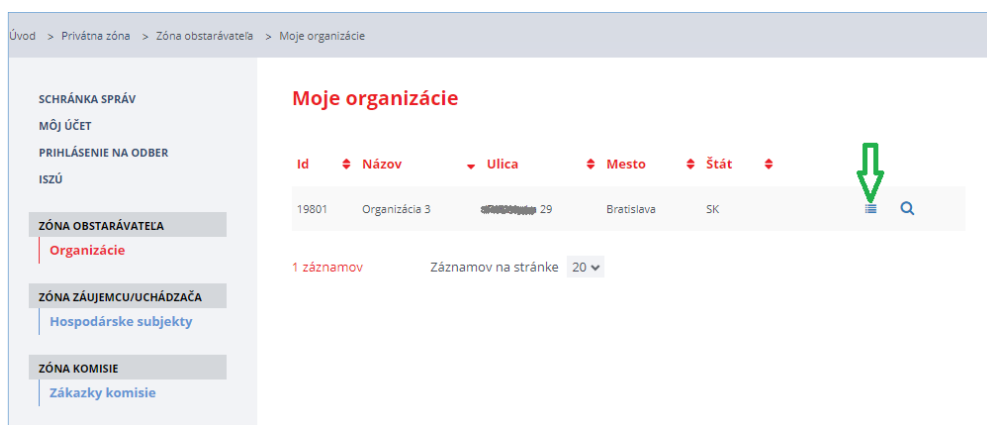 Úvod > Privátna zóna > Zóna obstarávateľa > Moje organizácie
SCHRÁNKA SPRÁV
MÔJ ÚČET
PRIHLÁSENIE NA ODBER
ISZÚ
ZÓNA OBSTARÁVATEĽA
Organizácie
ZÓNA ZÁUJEMCU/UCHÁDZAČA
Hospodárske subjekty
ZÓNA KOMISIE
Zákazky komisie
Moje organizácie
Id Názov Ulica Mesto Štát
19801 Organizácia 3 29 Bratislava SK
1 záznamov Záznamov na stránke 20